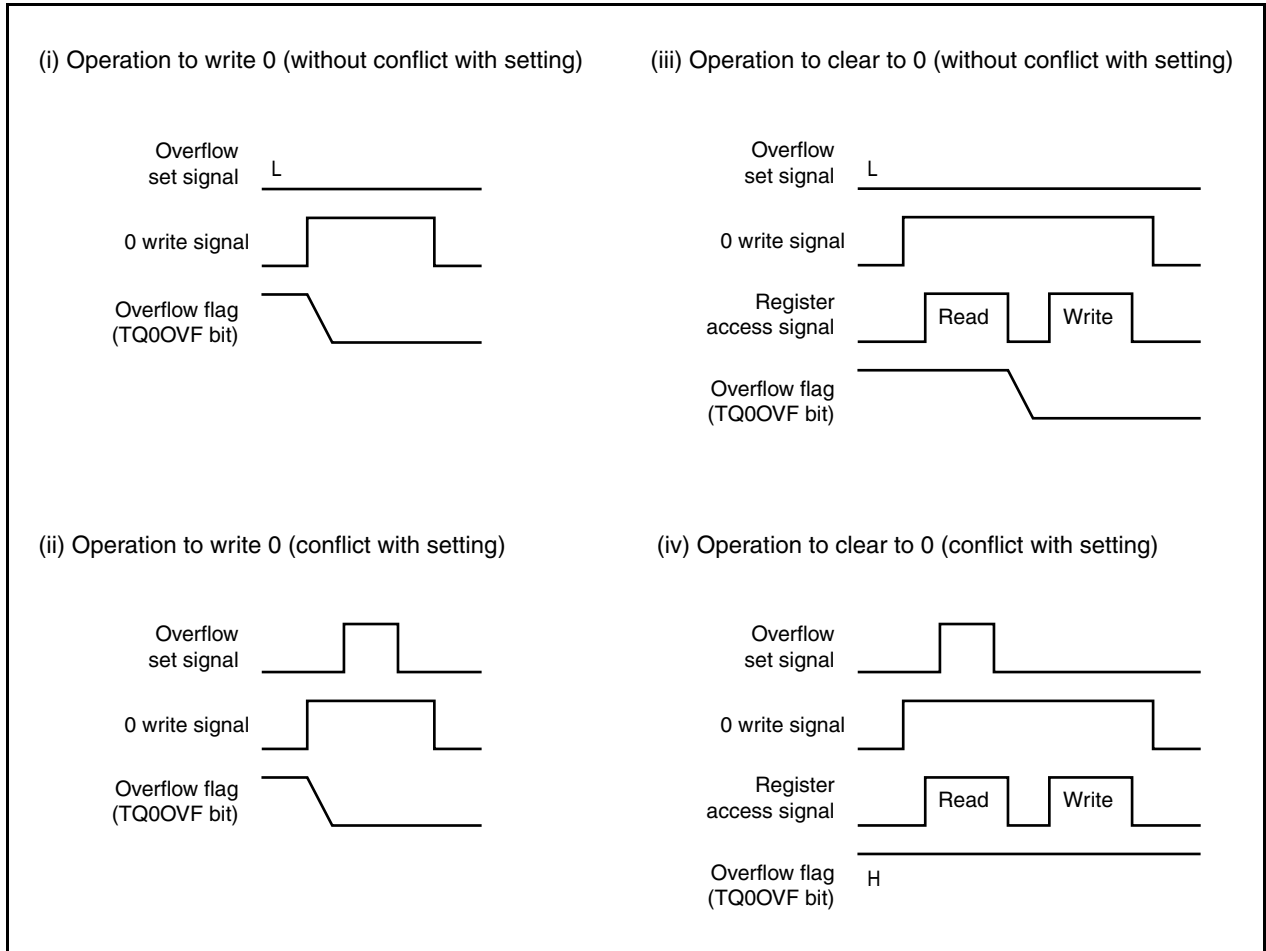 (i) Operation to write 0 (without conflict with setting)
Overflow
set signal
L
0 write signal
Overflow flag
(TQ0OVF bit)
(iii) Operation to clear to 0 (without conflict with setting)
Overflow
set signal
L
0 write signal
Register
access signal
Read
Write
Overflow flag
(TQ0OVF bit)
(ii) Operation to write 0 (conflict with setting)
Overflow
set signal
0 write signal
Overflow flag
(TQ0OVF bit)
(iv) Operation to clear to 0 (conflict with setting)
Overflow
set signal
0 write signal
Register
access signal
Read
Write
Overflow flag
(TQ0OVF bit)
H